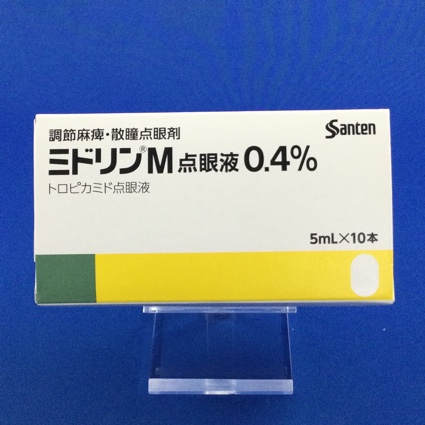 Santen
調節麻痺・散瞳点眼剤
ミドリン®M点眼液0.4%
トロピカミド点眼液
5mL×10本